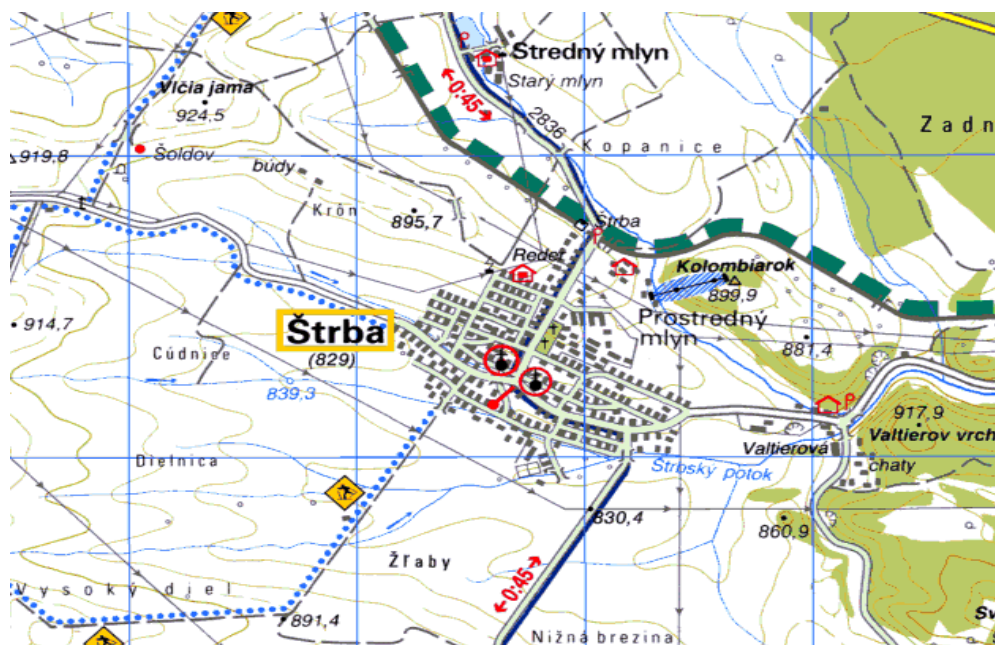 Stredný mlyn
Starý mlyn
←0:45→
2836
Vlčia jama
924,5
Šoldov
919,8
búdy
Kopanice
Zadn
Krôn
895,7
Štrba
Redef
Kolombiarok
899,9
Prostredný
mlyn
914,7
Štrba
(829)
Cúdnice
839,3
881,4
917,9
Valtierov vrch
Valtierová
chaty
Dielnica
Štrbský potok
830,4
860,9
Žľaby
←0:45→
Vysoký diel
891,4
Nižná brezina
Sv